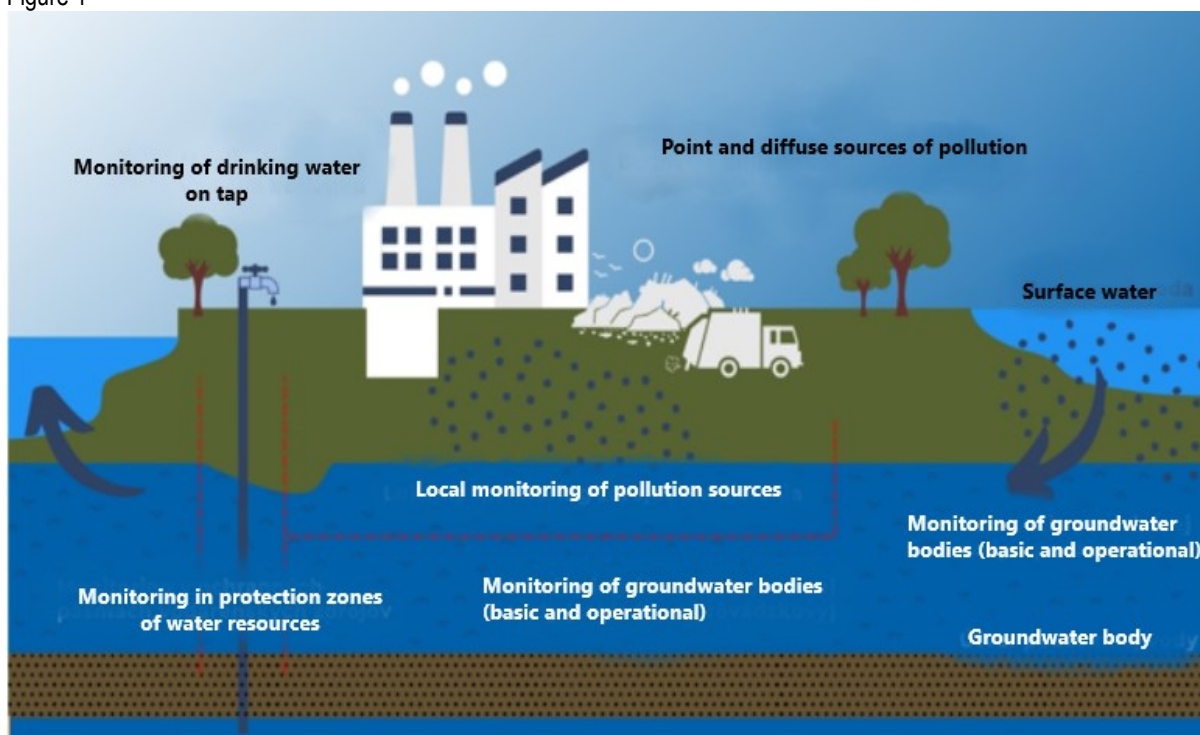 Figure 1
Monitoring of drinking water
on tap
Point and diffuse sources of pollution
Surface water
Local monitoring of pollution sources
Monitoring of groundwater
bodies (basic and operational)
Monitoring in protection zones
of water resources
Monitoring of groundwater bodies
(basic and operational)
Groundwater body